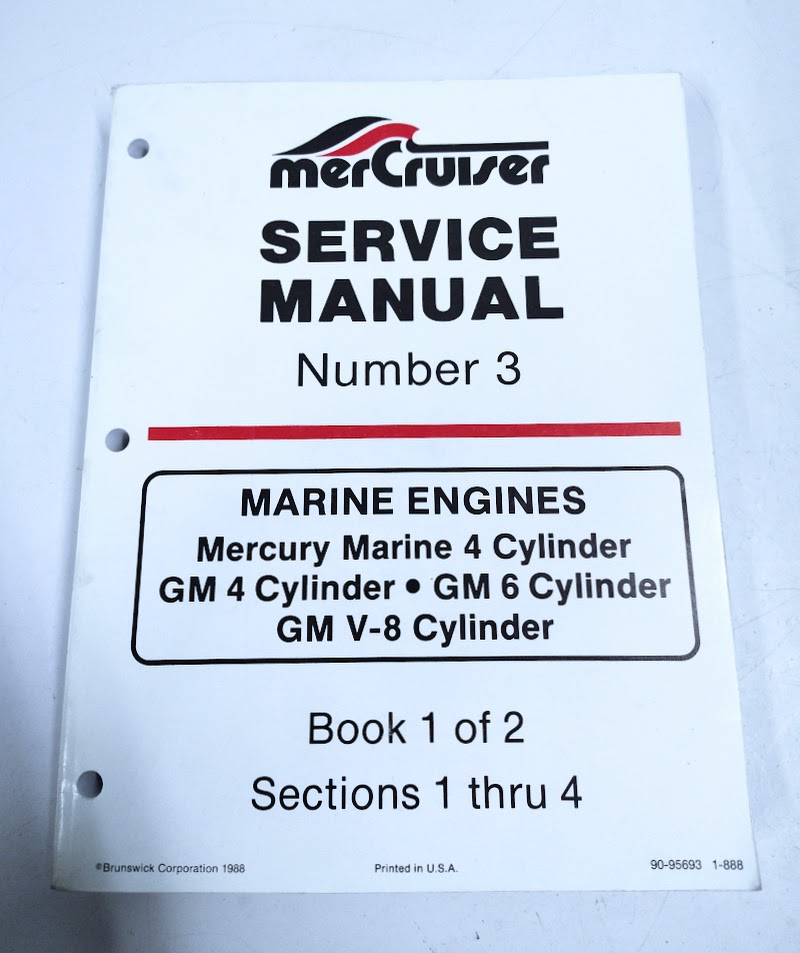 merCruiser
SERVICE
MANUAL
Number 3
MARINE ENGINES
Mercury Marine 4 Cylinder
GM 4 Cylinder • GM 6 Cylinder
GM V-8 Cylinder
Book 1 of 2
Sections 1 thru 4
©Brunswick Corporation 1988 Printed in U.S.A. 90-95693 1-888